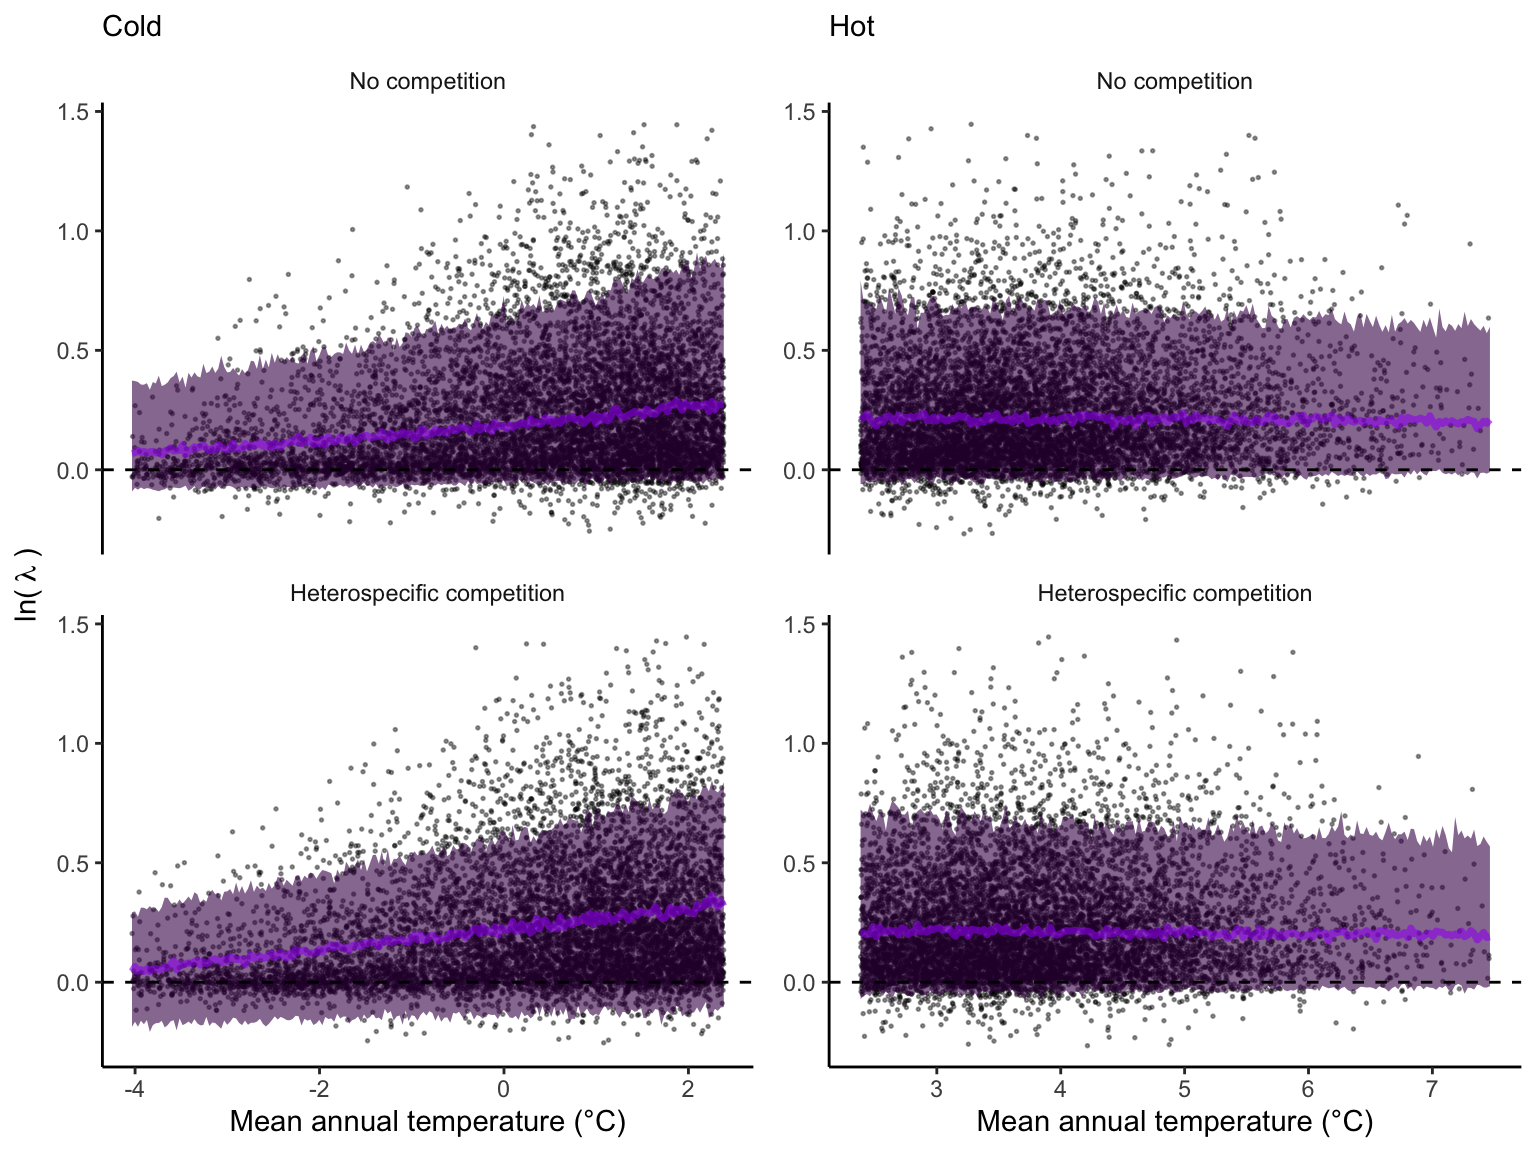 Cold
Hot
No competition
No competition
1.5
1.0
0.5
0.0
1.5
1.0
0.5
0.0
ln( λ )
Heterospecific competition
Heterospecific competition
1.5
1.0
0.5
0.0
1.5
1.0
0.5
0.0
-4 -2 0 2
3 4 5 6 7
Mean annual temperature (°C)
Mean annual temperature (°C)